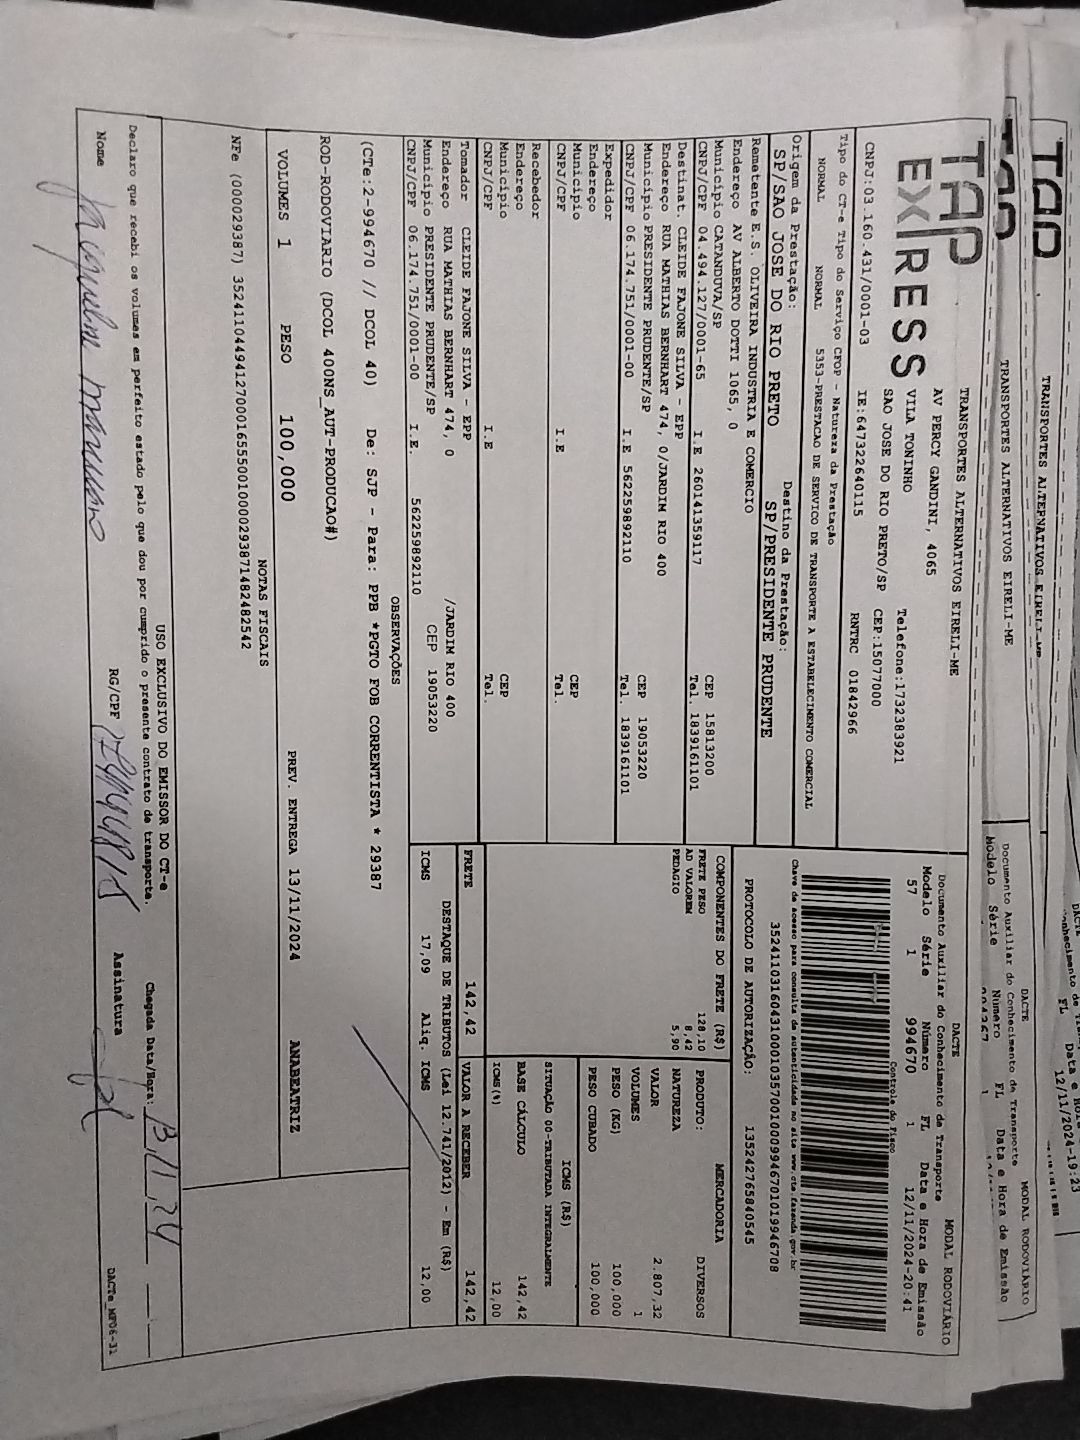 TAP EXPRESS
TRANSPORTES ALTERNATIVOS EIRELI-ME
AV PERCY GANDINI, 4065
VILA TONINHO Telefone:1732383921
SAO JOSE DO RIO PRETO/SP CEP:15077000
CNPJ:03.160.431/0001-03 IE:647322640115 RNTRC 01842966
DACTE MODAL RODOVIÁRIO
Documento Auxiliar do Conhecimento de Transporte
Modelo Série Número FL Data e Hora de Emissão
57 1 994670 1 12/11/2024-20:41
Controle do Fisco
Chave de acesso para consulta de autenticidade no site www.cte.fazenda.gov.br
35241103160431000103570010009946701019946708
PROTOCOLO DE AUTORIZAÇÃO: 135242765840545
Tipo do CT-e Tipo do Serviço CFOP - Natureza da Prestação
NORMAL NORMAL 5353-PRESTACAO DE SERVICO DE TRANSPORTE A ESTABELECIMENTO COMERCIAL
Origem da Prestação: Destino da Prestação:
SP/SAO JOSE DO RIO PRETO SP/PRESIDENTE PRUDENTE
Remetente E.S. OLIVEIRA INDUSTRIA E COMERCIO
Endereço AV ALBERTO DOTTI 1065, 0
Município CATANDUVA/SP CEP 15813200
CNPJ/CPF 04.494.127/0001-65 I.E 260141359117 Tel. 1839161101
Destinat. CLEIDE FAJONE SILVA - EPP
Endereço RUA MATHIAS BERNHART 474, 0/JARDIM RIO 400
Município PRESIDENTE PRUDENTE/SP CEP 19053220
CNPJ/CPF 06.174.751/0001-00 I.E 562259892110 Tel. 1839161101
Expedidor
Endereço
Município CEP
CNPJ/CPF I.E Tel.
Recebedor
Endereço
Município CEP
CNPJ/CPF I.E Tel.
Tomador CLEIDE FAJONE SILVA - EPP
Endereço RUA MATHIAS BERNHART 474, 0 /JARDIM RIO 400
Município PRESIDENTE PRUDENTE/SP CEP 19053220
CNPJ/CPF 06.174.751/0001-00 I.E. 562259892110
COMPONENTES DO FRETE (R$)
FRETE PESO 128,10
AD VALOREM 8,42
PEDAGIO 5,90
MERCADORIA
PRODUTO: DIVERSOS
NATUREZA
VALOR 2.807,32
VOLUMES 1
PESO (KG) 100,000
PESO CUBADO 100,000
ICMS (R$)
SITUAÇÃO 00-TRIBUTADA INTEGRALMENTE
BASE CÁLCULO 142,42
ICMS(%) 12,00
FRETE 142,42 VALOR A RECEBER 142,42
DESTAQUE DE TRIBUTOS (Lei 12.741/2012) - Em (R$)
ICMS 17,09 Aliq. ICMS 12,00
OBSERVAÇÕES
(CTe:2-994670 // DCOL 40) De: SJP - Para: PPB *PGTO FOB CORRENTISTA * 29387
ROD-RODOVIARIO (DCOL 400NS_AUT-PRODUCAO#)
VOLUMES 1 PESO 100,000 PREV. ENTREGA 13/11/2024 ANABEATRIZ
NOTAS FISCAIS
NFe (000029387) 35241104494127000165550010000293871482482542
USO EXCLUSIVO DO EMISSOR DO CT-e
Declaro que recebi os volumes em perfeito estado pelo que dou por cumprido o presente contrato de transporte. Chegada Data/Hora:
Nome RG/CPF Assinatura
DACTe_MF06-31
TRANSPORTES ALTERNATIVOS EIRELI-ME
DACTE MODAL RODOVIÁRIO
Documento Auxiliar do Conhecimento de Transporte
Modelo Série Número FL Data e Hora de Emissão
TAP
TRANSPORTES ALTERNATIVOS EIRELI-ME
DACTE
FL Data e Hora
12/11/2024-19:23